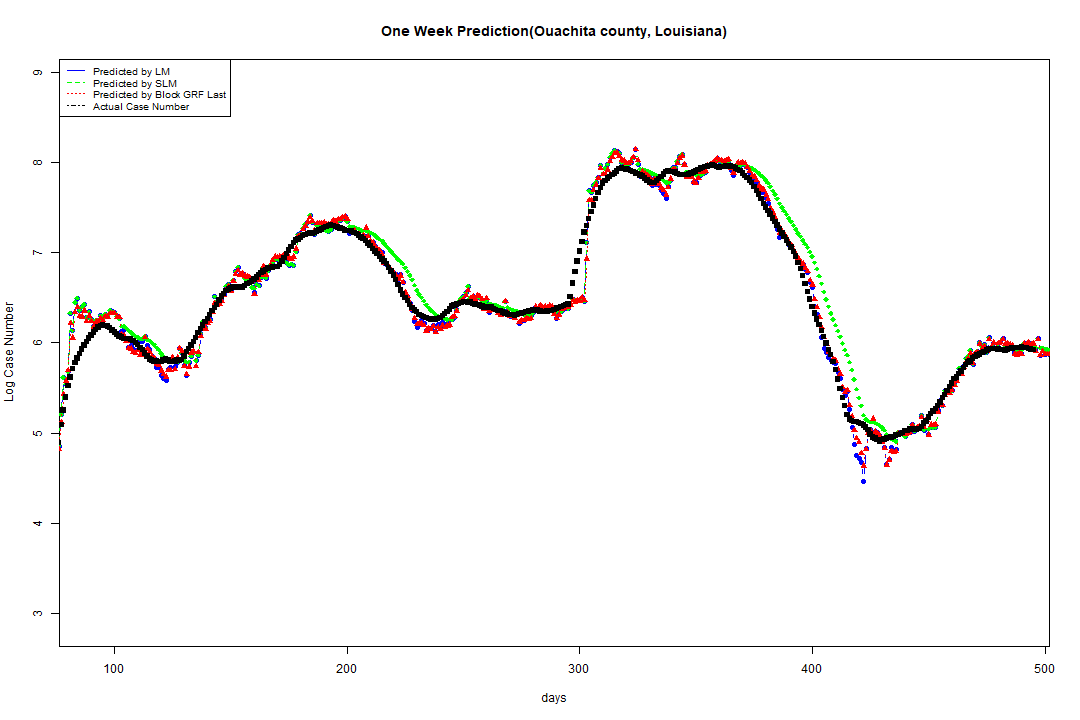 One Week Prediction(Ouachita county, Louisiana)
Predicted by LM
Predicted by SLM
Predicted by Block GRF Last
Actual Case Number
9
8
7
6
5
4
3
Log Case Number
100 200 300 400 500
days